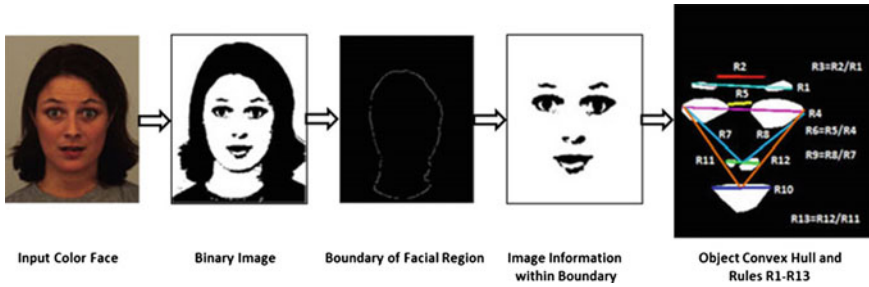 R2
R3=R2/R1
R1
R5
R4
R7
R8
R6=R5/R4
R9=R8/R7
R11
R12
R10
R13=R12/R11
Input Color Face
Binary Image
Boundary of Facial Region
Image Information
within Boundary
Object Convex Hull and
Rules R1-R13